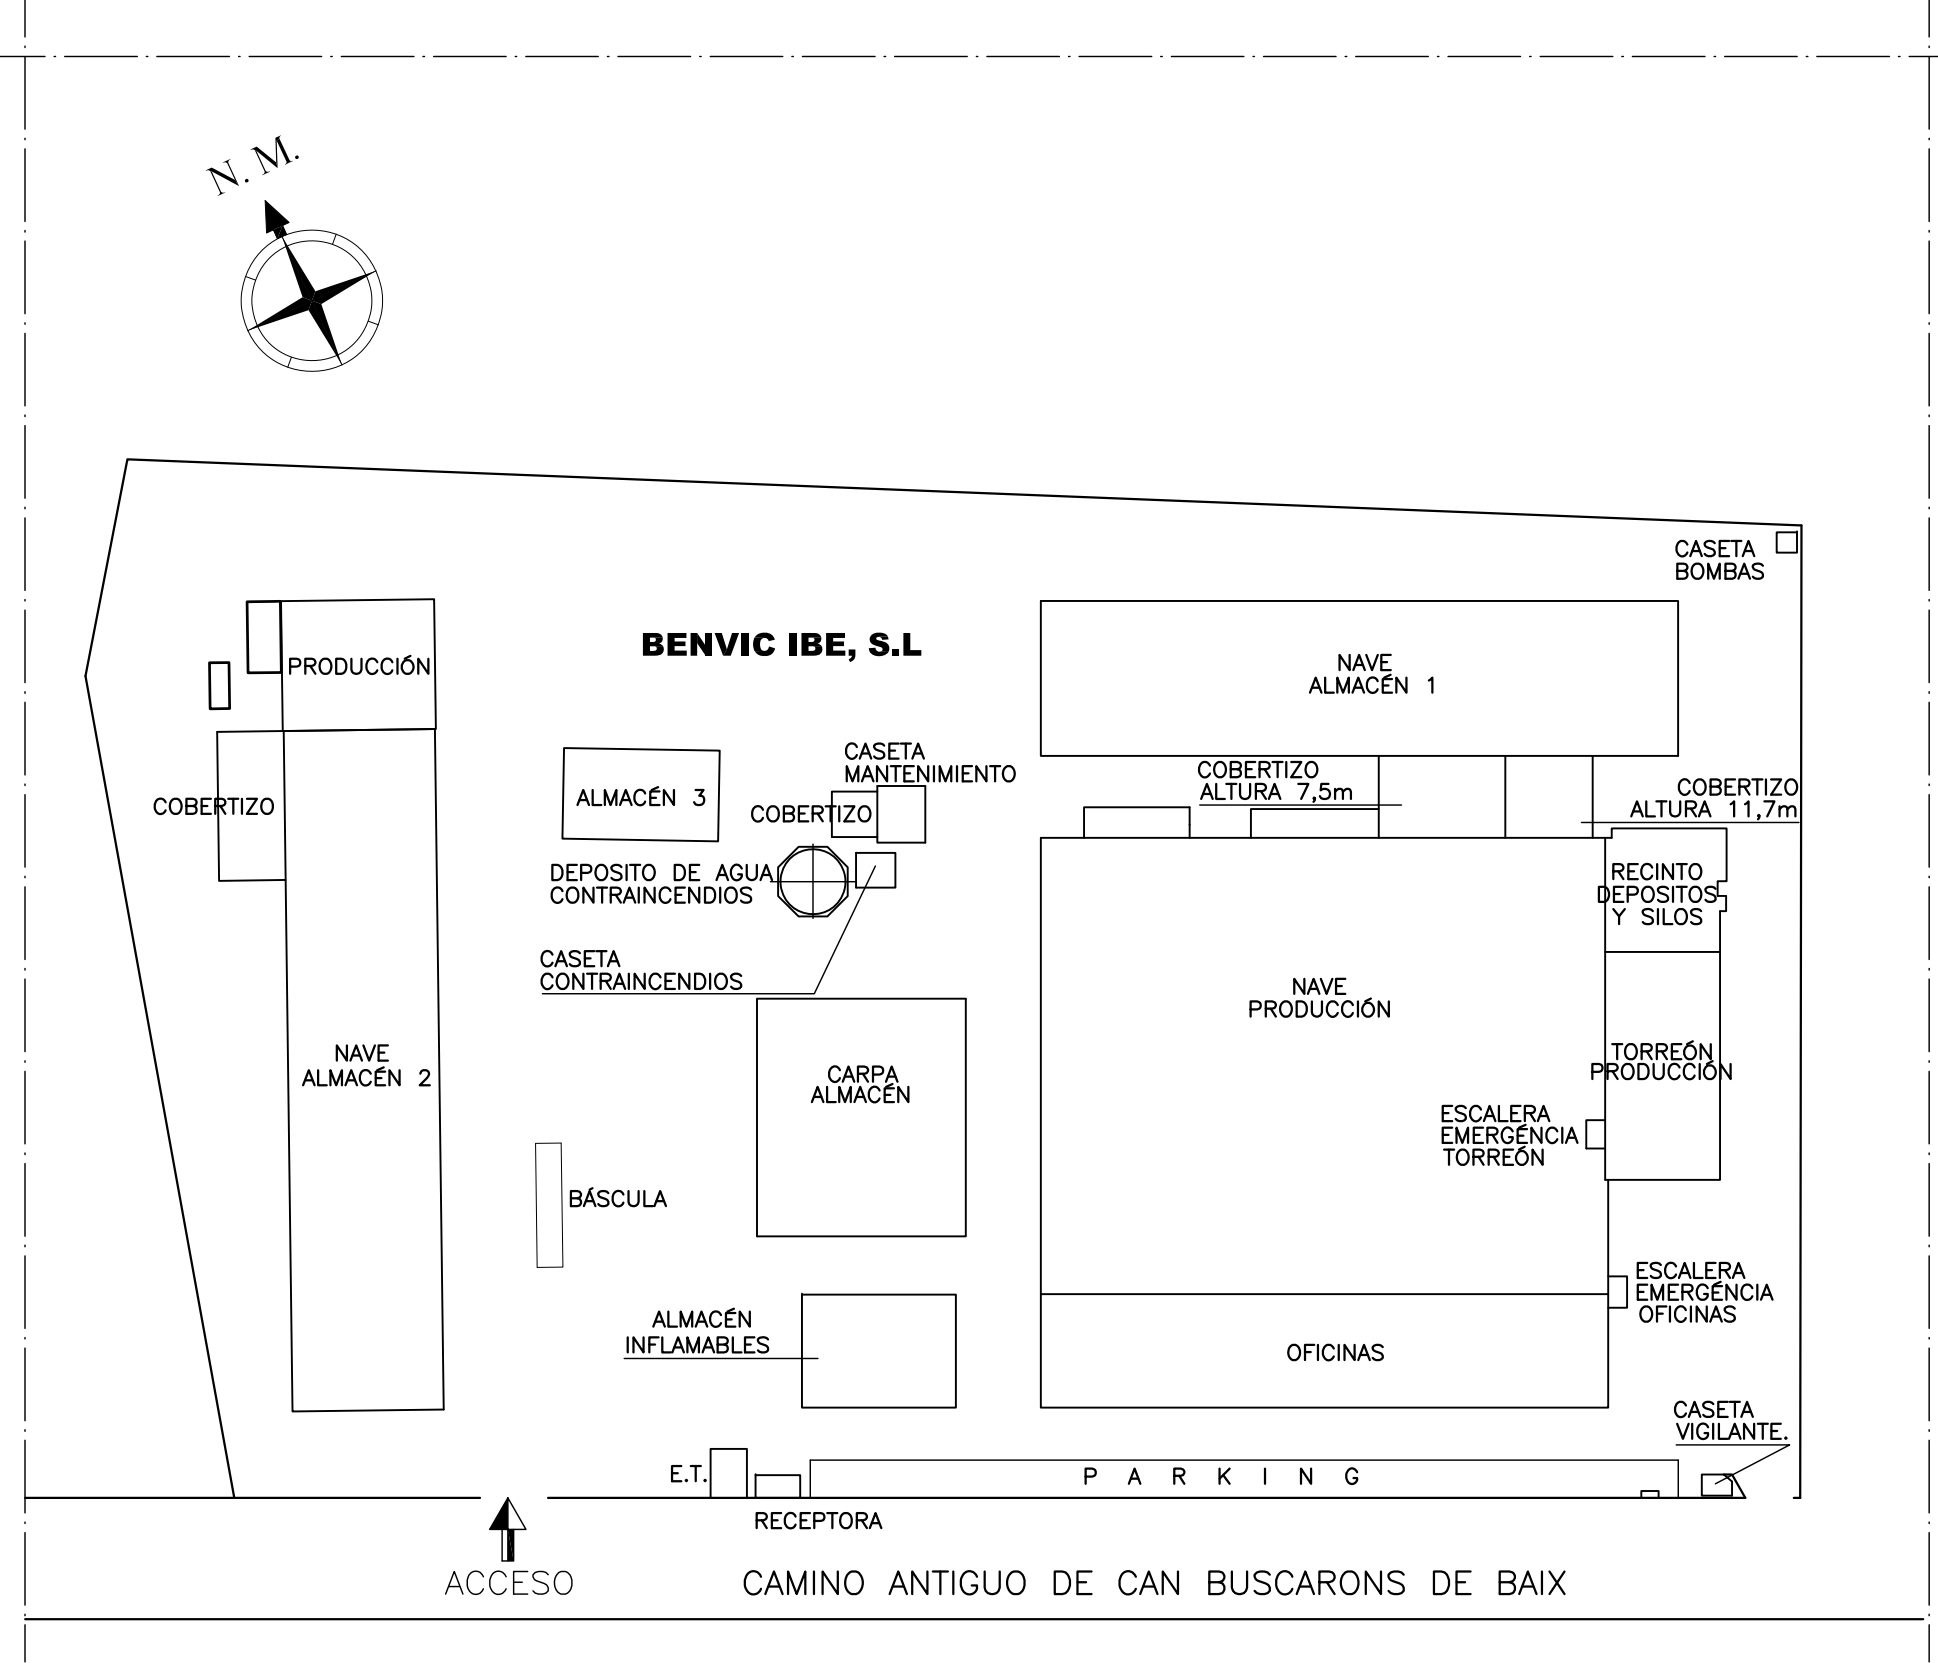 N. M.
CASETA
BOMBAS
BENVIC IBE, S.L
PRODUCCIÓN
NAVE
ALMACÉN 1
CASETA
MANTENIMIENTO
COBERTIZO
ALTURA 7,5m
COBERTIZO
ALTURA 11,7m
COBERTIZO
ALMACÉN 3
COBERTIZO
DEPOSITO DE AGUA
CONTRAINCENDIOS
RECINTO
DEPOSITOS
Y SILOS
CASETA
CONTRAINCENDIOS
NAVE
PRODUCCIÓN
NAVE
ALMACÉN 2
CARPA
ALMACÉN
TORREÓN
PRODUCCIÓN
ESCALERA
EMERGÉNCIA
TORREÓN
BÁSCULA
ESCALERA
EMERGÉNCIA
OFICINAS
ALMACÉN
INFLAMABLES
OFICINAS
CASETA
VIGILANTE.
E.T.
PARKING
RECEPTORA
ACCESO
CAMINO ANTIGUO DE CAN BUSCARONS DE BAIX